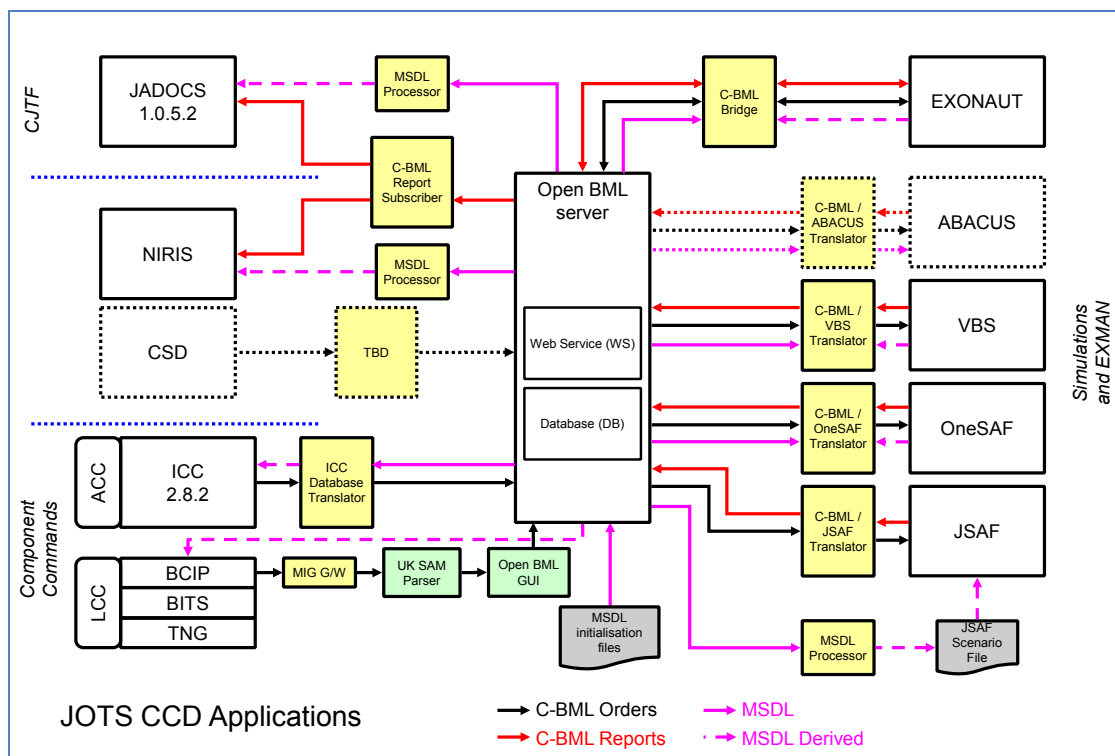 CJTF
JADOCS
1.0.5.2
MSDL
Processor
C-BML
Bridge
EXONAUT
C-BML
Report
Subscriber
Open BML
server
C-BML /
ABACUS
Translator
ABACUS
NIRIS
MSDL
Processor
CSD
TBD
Web Service (WS)
C-BML /
VBS
Translator
VBS
Simulations
and EXMAN
Database (DB)
C-BML /
OneSAF
Translator
OneSAF
Component
Commands
ACC
ICC
2.8.2
ICC
Database
Translator
C-BML /
JSAF
Translator
JSAF
LCC
BCIP
BITS
TNG
MIG G/W
UK SAM
Parser
Open BML
GUI
MSDL
initialisation
files
MSDL
Processor
JSAF
Scenario
File
JOTS CCD Applications
C-BML Orders
MSDL
C-BML Reports
MSDL Derived